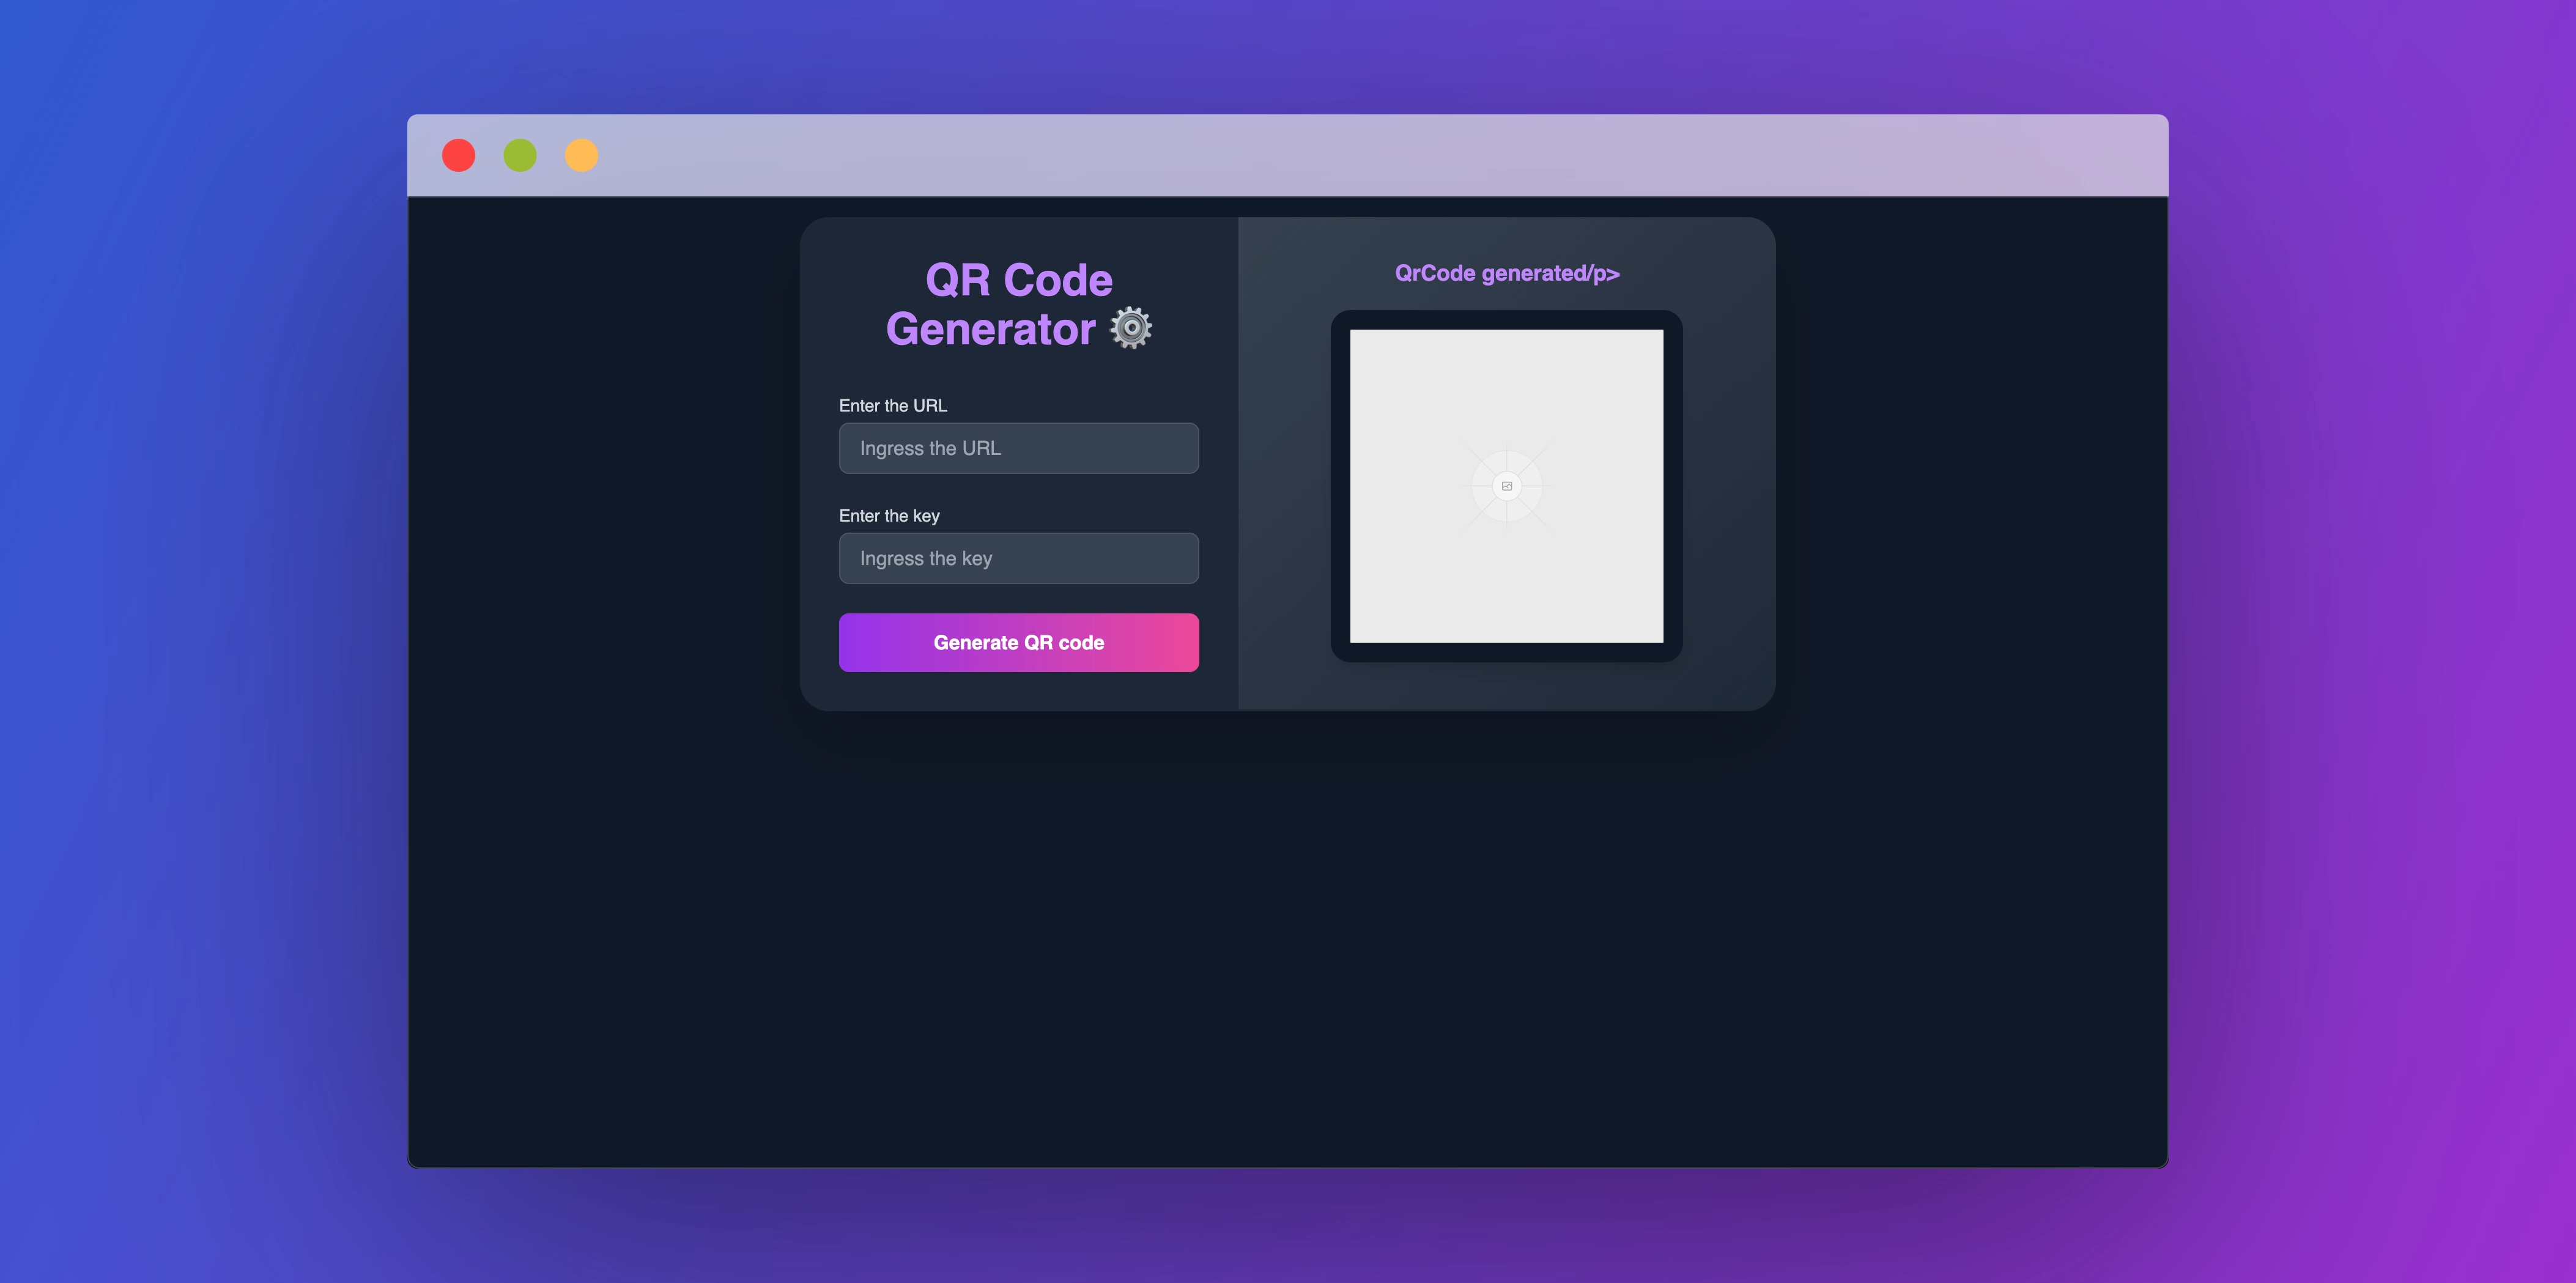 QR Code
Generator ⚙️
Enter the URL
Ingress the URL
Enter the key
Ingress the key
Generate QR code
QrCode generated/p>